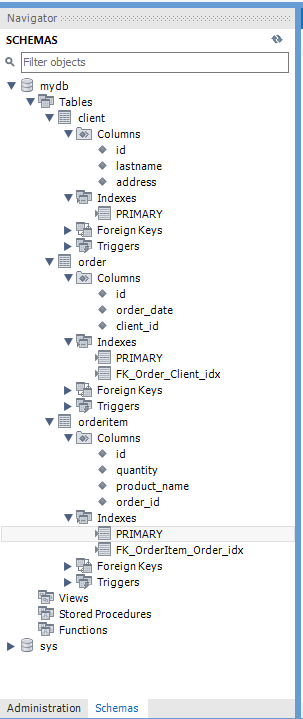 Navigator
SCHEMAS
Filter objects
mydb
Tables
client
Columns
id
lastname
address
Indexes
PRIMARY
Foreign Keys
Triggers
order
Columns
id
order_date
client_id
Indexes
PRIMARY
FK_Order_Client_idx
Foreign Keys
Triggers
orderitem
Columns
id
quantity
product_name
order_id
Indexes
PRIMARY
FK_OrderItem_Order_idx
Foreign Keys
Triggers
Views
Stored Procedures
Functions
sys
Administration Schemas